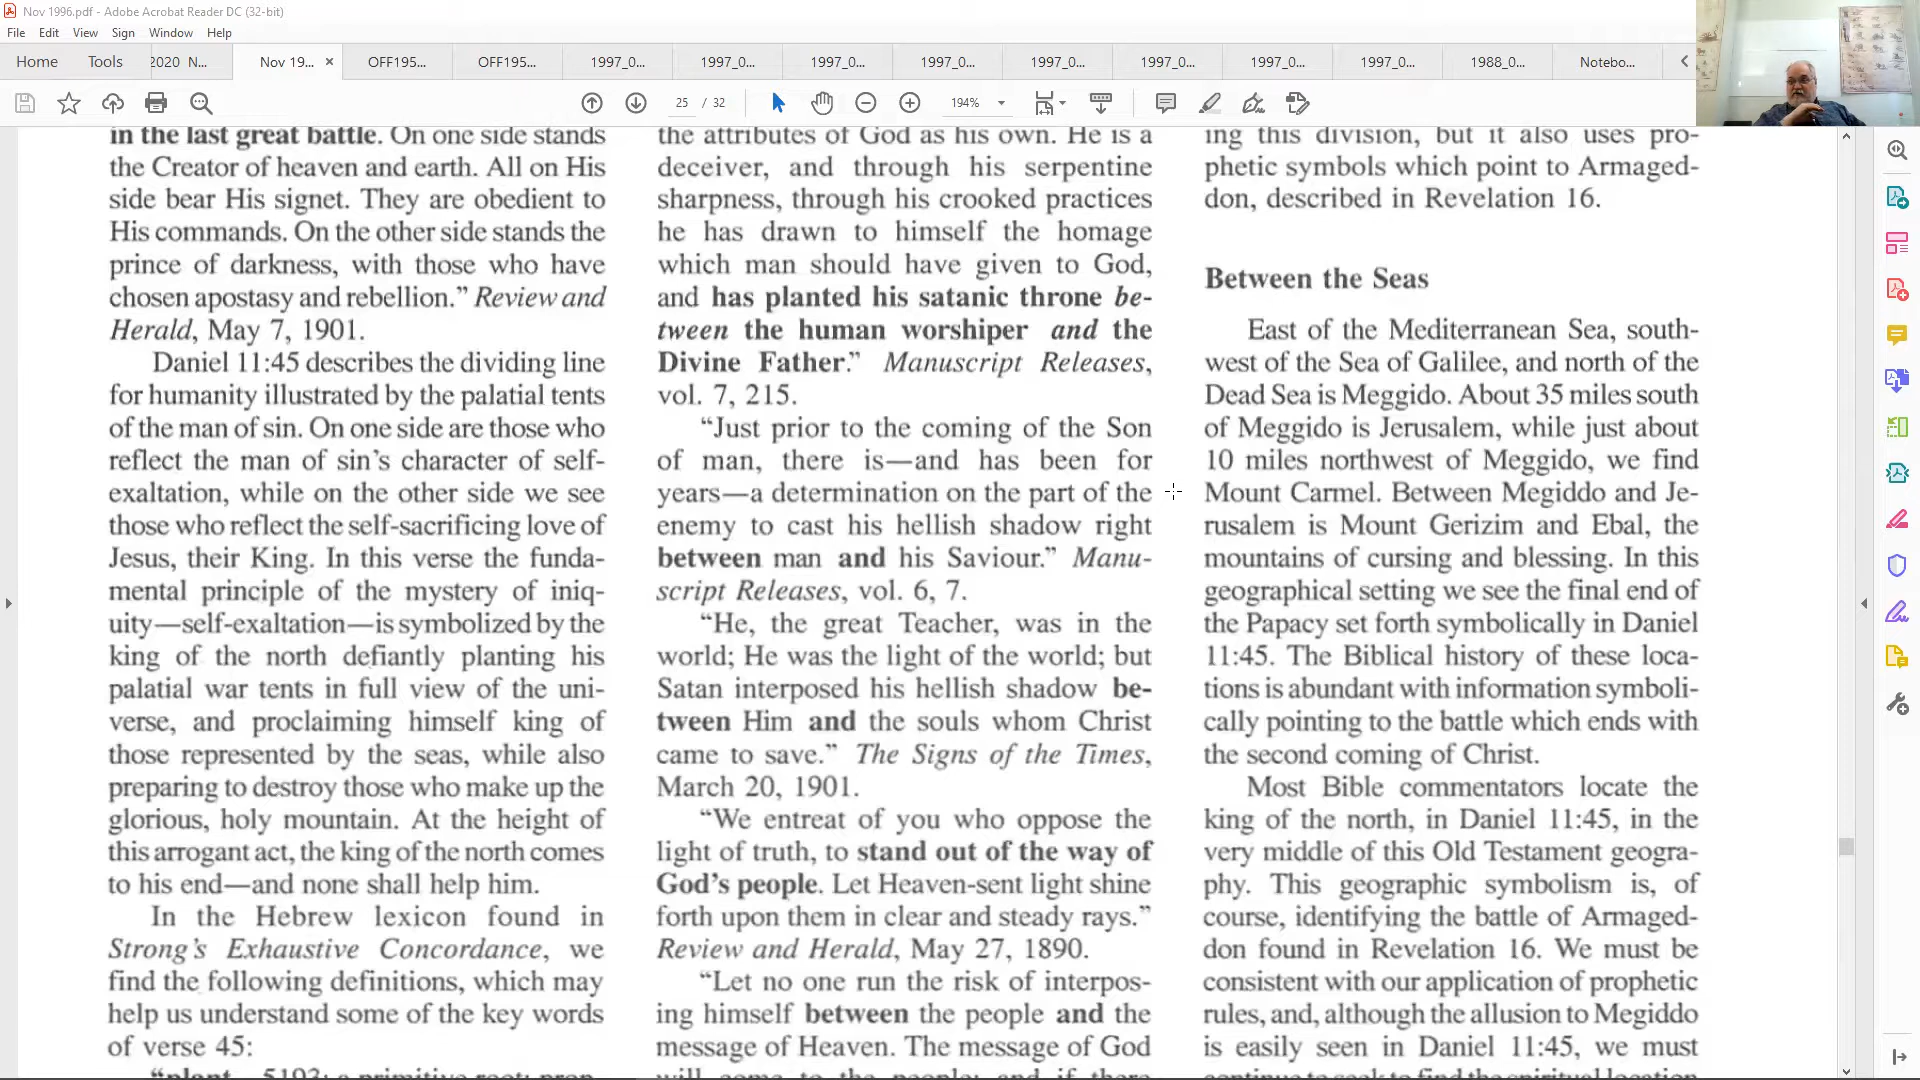 Nov 1996.pdf - Adobe Acrobat Reader DC (32-bit)
File Edit View Sign Window Help
Home Tools 2020 N... Nov 19... × OFF195... OFF195... 1997_0... 1997_0... 1997_0... 1997_0... 1997_0... 1997_0... 1997_0... 1997_0... 1988_0... Notebo...
25 / 32 194%
in the last great battle. On one side stands
the Creator of heaven and earth. All on His
side bear His signet. They are obedient to
His commands. On the other side stands the
prince of darkness, with those who have
chosen apostasy and rebellion.” Review and
Herald, May 7, 1901.
Daniel 11:45 describes the dividing line
for humanity illustrated by the palatial tents
of the man of sin. On one side are those who
reflect the man of sin’s character of self-
exaltation, while on the other side we see
those who reflect the self-sacrificing love of
Jesus, their King. In this verse the funda-
mental principle of the mystery of iniq-
uity—self-exaltation—is symbolized by the
king of the north defiantly planting his
palatial war tents in full view of the uni-
verse, and proclaiming himself king of
those represented by the seas, while also
preparing to destroy those who make up the
glorious, holy mountain. At the height of
this arrogant act, the king of the north comes
to his end—and none shall help him.
In the Hebrew lexicon found in
Strong’s Exhaustive Concordance, we
find the following definitions, which may
help us understand some of the key words
of verse 45:
“plant 5193: a primitive root; prop-
the attributes of God as his own. He is a
deceiver, and through his serpentine
sharpness, through his crooked practices
he has drawn to himself the homage
which man should have given to God,
and has planted his satanic throne be-
tween the human worshiper and the
Divine Father.” Manuscript Releases,
vol. 7, 215.
“Just prior to the coming of the Son
of man, there is—and has been for
years—a determination on the part of the
enemy to cast his hellish shadow right
between man and his Saviour.” Manu-
script Releases, vol. 6, 7.
“He, the great Teacher, was in the
world; He was the light of the world; but
Satan interposed his hellish shadow be-
tween Him and the souls whom Christ
came to save.” The Signs of the Times,
March 20, 1901.
“We entreat of you who oppose the
light of truth, to stand out of the way of
God’s people. Let Heaven-sent light shine
forth upon them in clear and steady rays.”
Review and Herald, May 27, 1890.
“Let no one run the risk of interpos-
ing himself between the people and the
message of Heaven. The message of God
will come to the people; and if there
ing this division, but it also uses pro-
phetic symbols which point to Armaged-
don, described in Revelation 16.
Between the Seas
East of the Mediterranean Sea, south-
west of the Sea of Galilee, and north of the
Dead Sea is Meggido. About 35 miles south
of Meggido is Jerusalem, while just about
10 miles northwest of Meggido, we find
Mount Carmel. Between Megiddo and Je-
rusalem is Mount Gerizim and Ebal, the
mountains of cursing and blessing. In this
geographical setting we see the final end of
the Papacy set forth symbolically in Daniel
11:45. The Biblical history of these loca-
tions is abundant with information symboli-
cally pointing to the battle which ends with
the second coming of Christ.
Most Bible commentators locate the
king of the north, in Daniel 11:45, in the
very middle of this Old Testament geogra-
phy. This geographic symbolism is, of
course, identifying the battle of Armaged-
don found in Revelation 16. We must be
consistent with our application of prophetic
rules, and, although the allusion to Megiddo
is easily seen in Daniel 11:45, we must
continue to seek to find the spiritual location